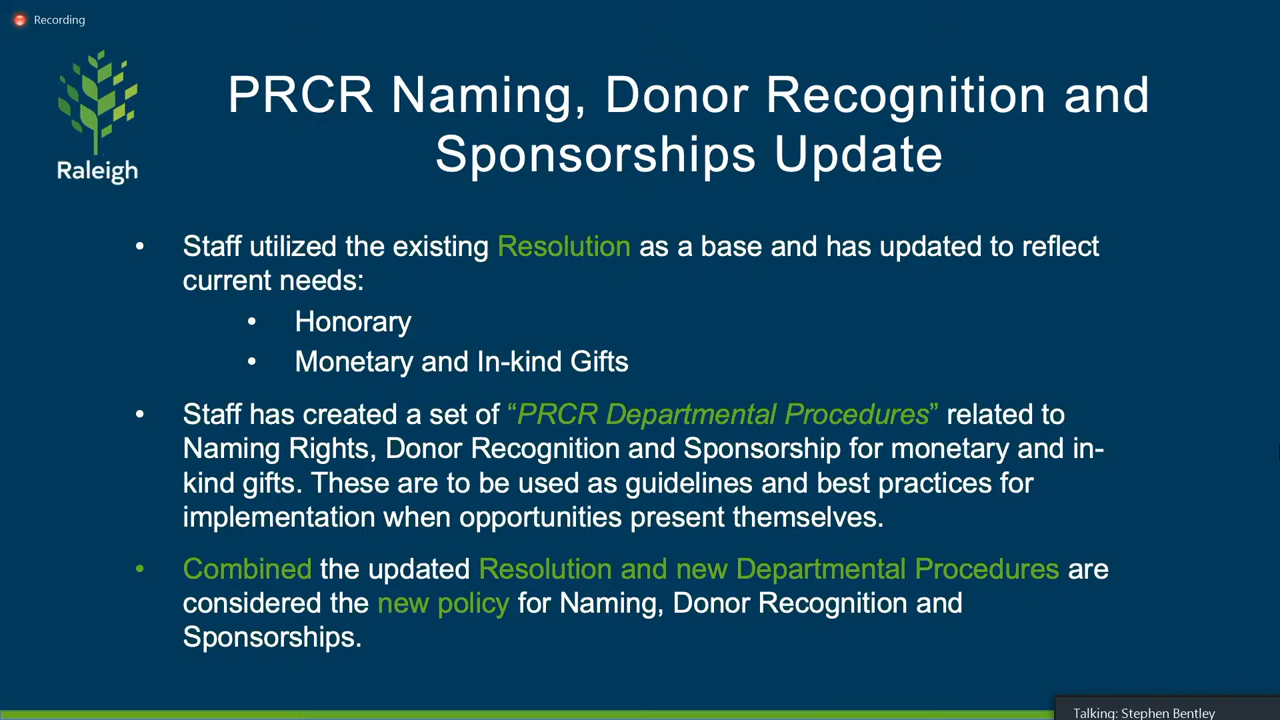 Recording
Raleigh
PRCR Naming, Donor Recognition and
Sponsorships Update
• Staff utilized the existing Resolution as a base and has updated to reflect
current needs:
• Honorary
• Monetary and In-kind Gifts
• Staff has created a set of “PRCR Departmental Procedures” related to
Naming Rights, Donor Recognition and Sponsorship for monetary and in-
kind gifts. These are to be used as guidelines and best practices for
implementation when opportunities present themselves.
• Combined the updated Resolution and new Departmental Procedures are
considered the new policy for Naming, Donor Recognition and
Sponsorships.
Talking: Stephen Bentley